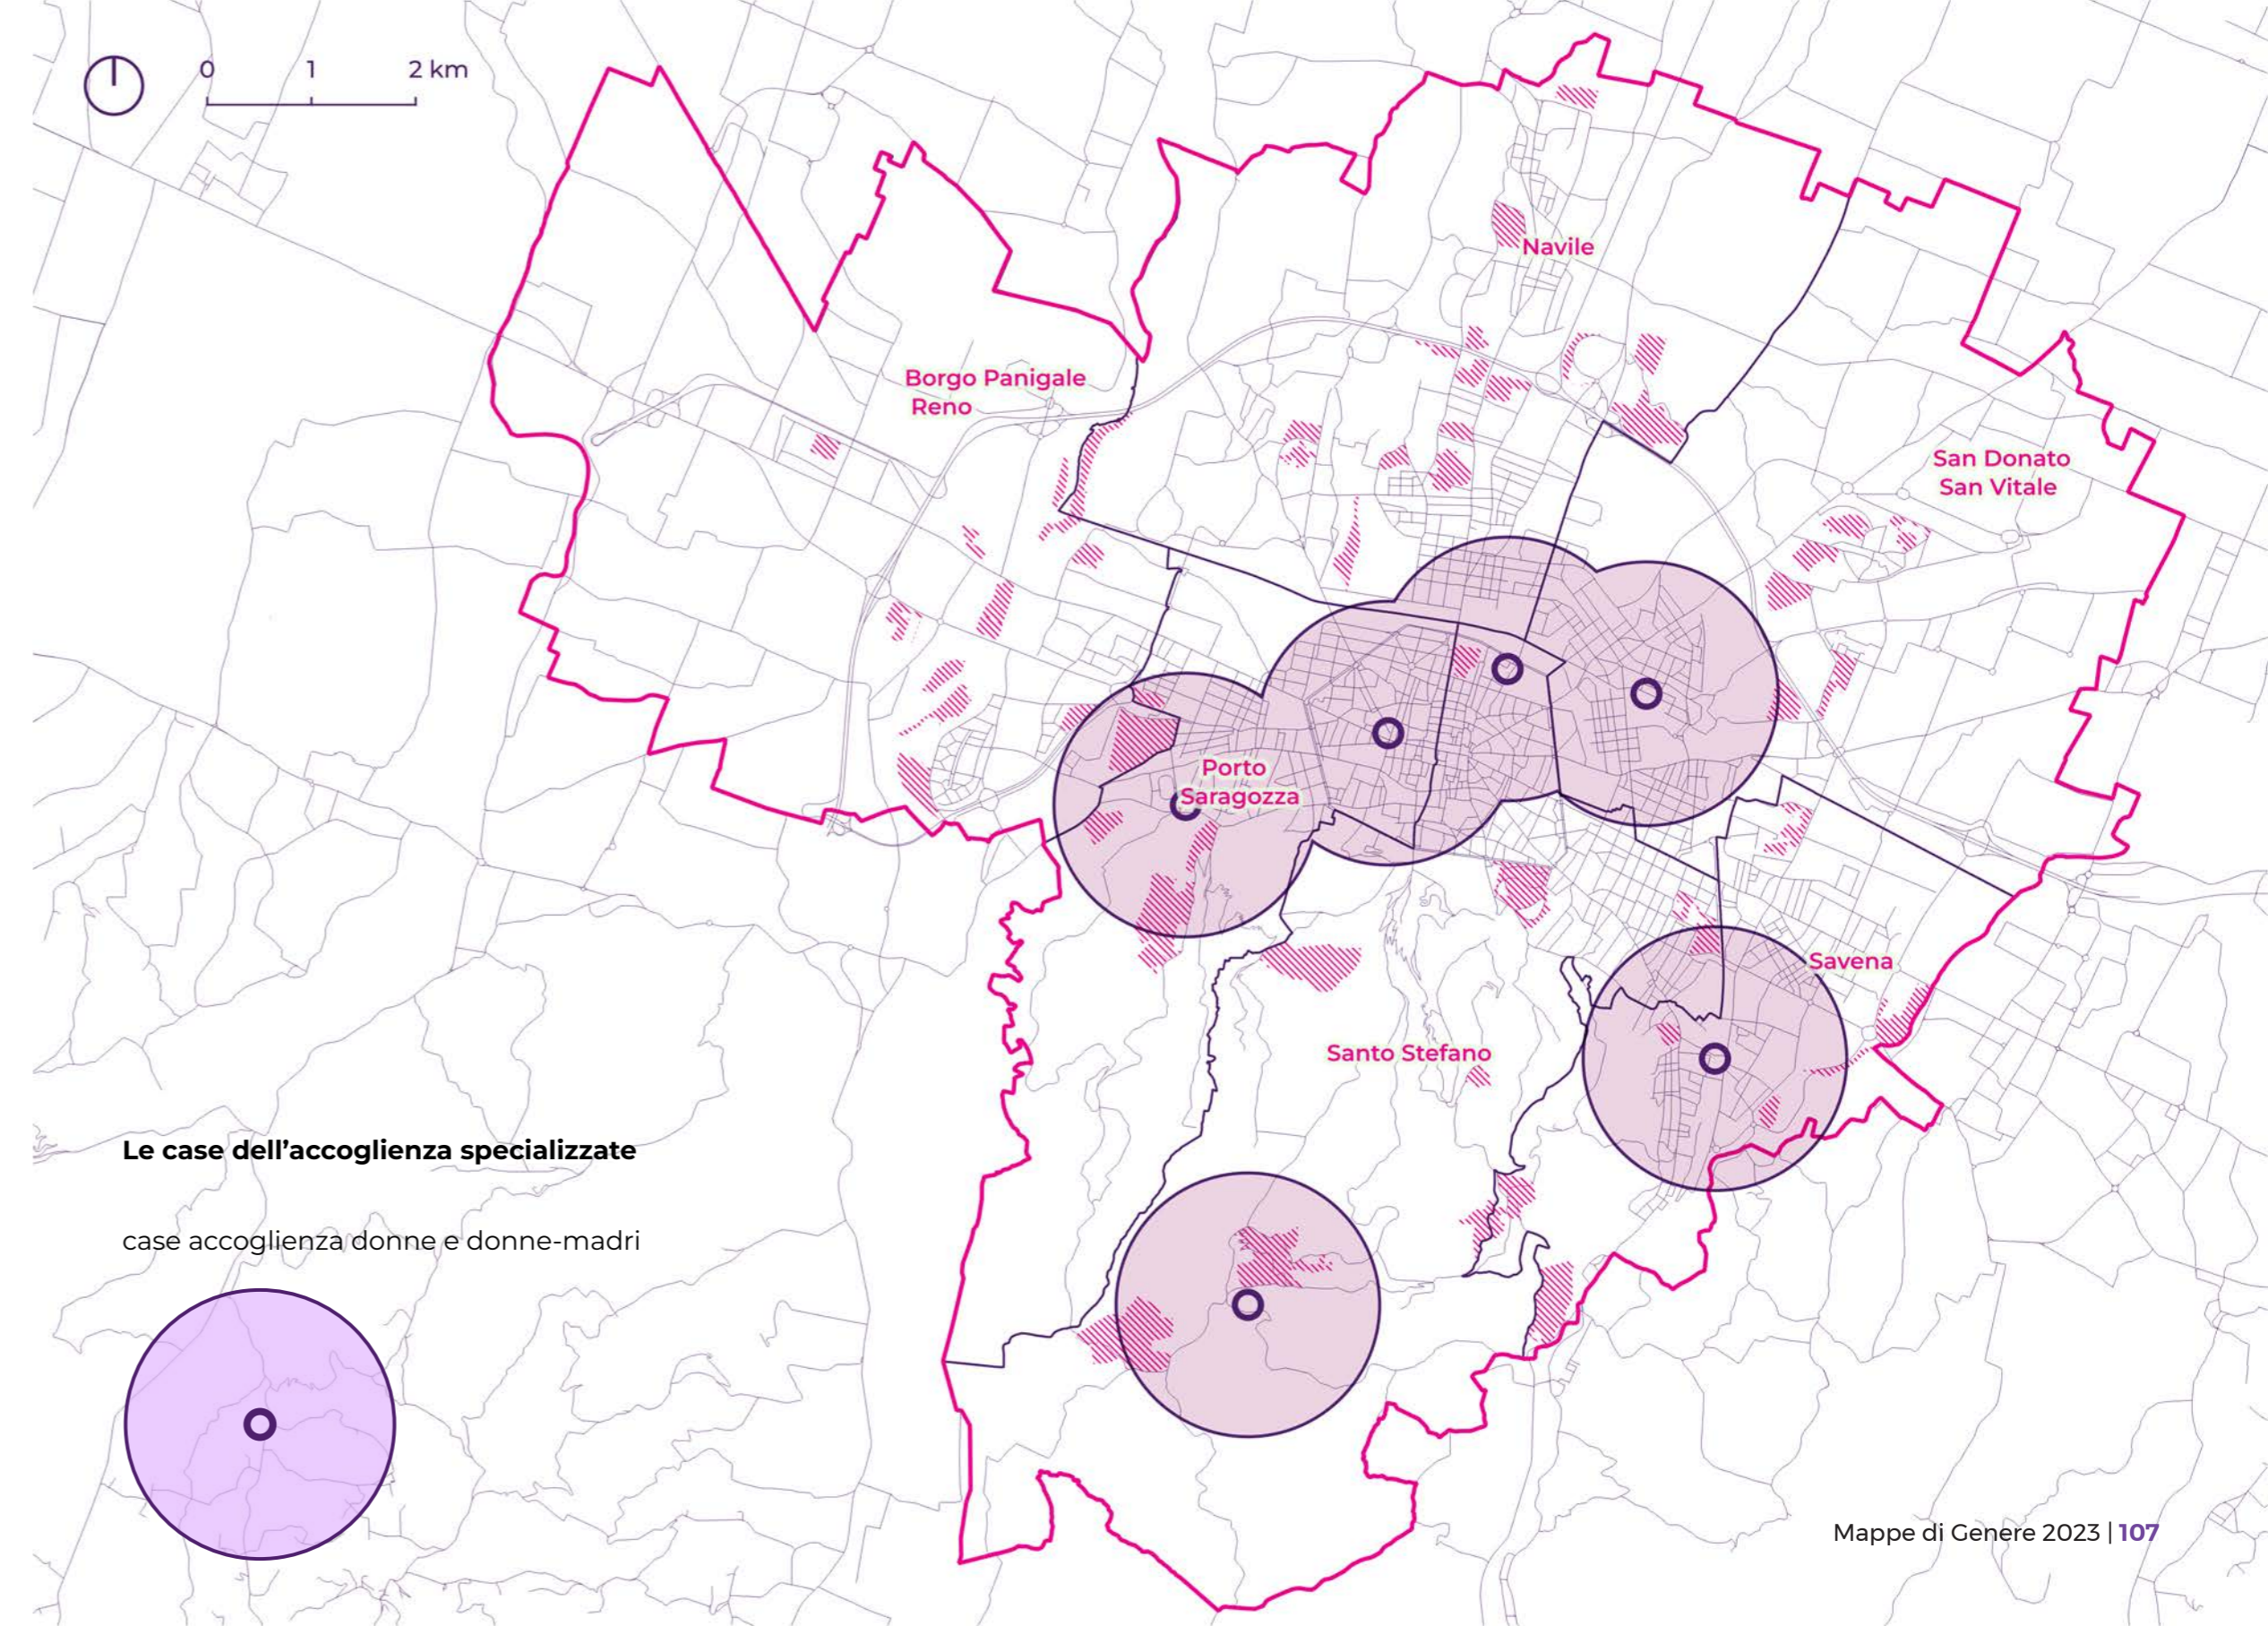 0 1 2 km
Navile
Borgo Panigale
Reno
San Donato
San Vitale
Porto
Saragozza
Savena
Santo Stefano
Le case dell’accoglienza specializzate
case accoglienza donne e donne-madri
Mappe di Genere 2023 | 107